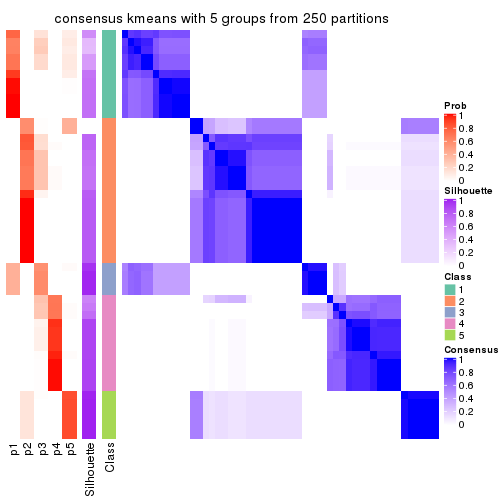 consensus kmeans with 5 groups from 250 partitions
Prob
1
0.8
0.6
0.4
0.2
0
Silhouette
1
0.8
0.6
0.4
0.2
0
Class
1
2
3
4
5
Consensus
1
0.8
0.6
0.4
0.2
0
p1
p2
p3
p4
p5
Silhouette
Class